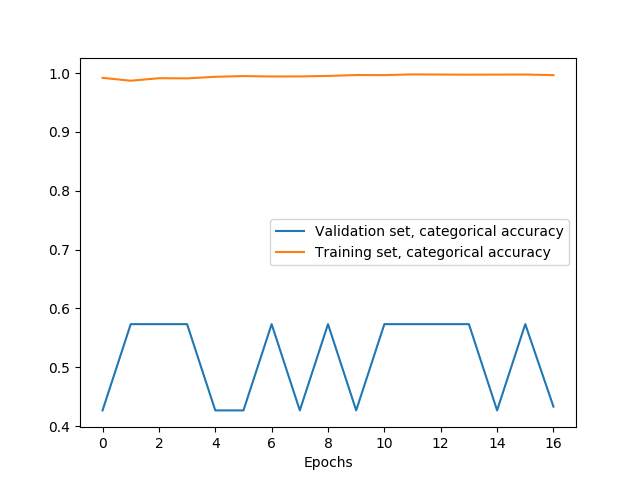 1.0
0.9
0.8
0.7
0.6
0.5
0.4
Validation set, categorical accuracy
Training set, categorical accuracy
0 2 4 6 8 10 12 14 16
Epochs